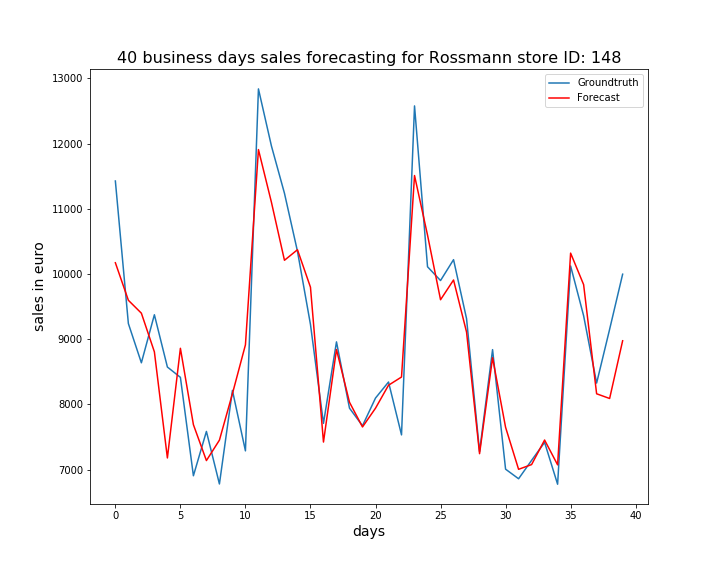 40 business days sales forecasting for Rossmann store ID: 148
Groundtruth
Forecast
sales in euro
13000
12000
11000
10000
9000
8000
7000
0 5 10 15 20 25 30 35 40
days